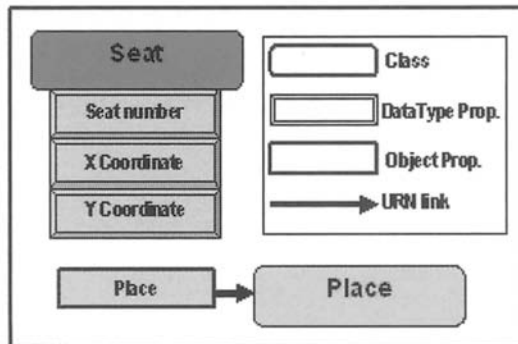 Seat
Seat number
X Coordinate
Y Coordinate
Place
Place
Class
DataType Prop.
Object Prop.
URN link